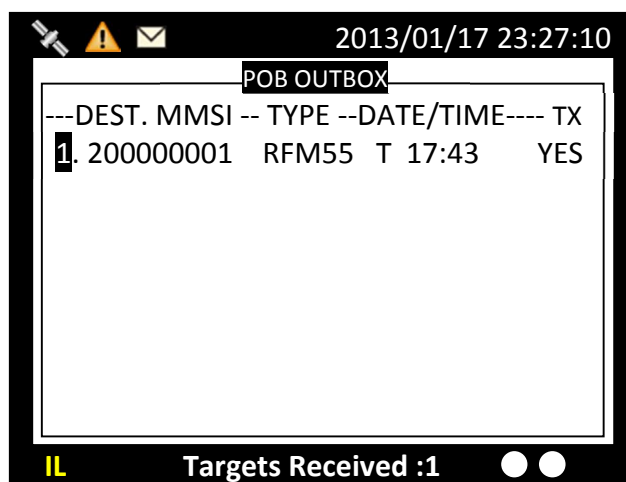 2013/01/17 23:27:10
POB OUTBOX
---DEST. MMSI -- TYPE --DATE/TIME---- TX
1. 200000001 RFM55 T 17:43 YES
IL Targets Received :1